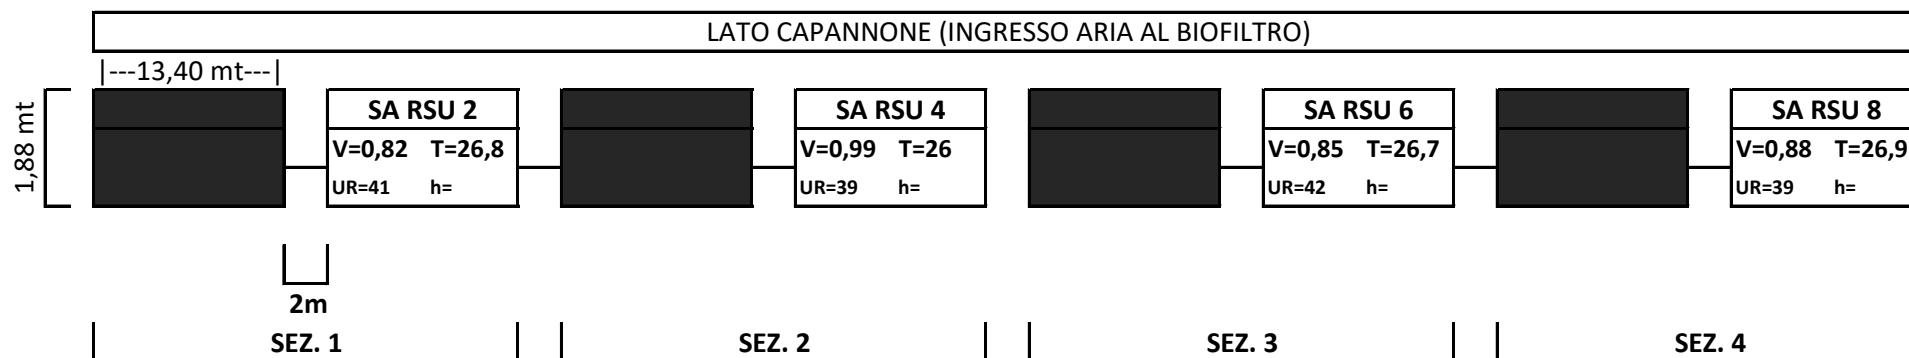 LATO CAPANNONE (INGRESSO ARIA AL BIOFILTRO)
|---13,40 mt---|
1,88 mt
SA RSU 2
V=0,82 T=26,8
UR=41 h=
SA RSU 4
V=0,99 T=26
UR=39 h=
SA RSU 6
V=0,85 T=26,7
UR=42 h=
SA RSU 8
V=0,88 T=26,9
UR=39 h=
2m
SEZ. 1
SEZ. 2
SEZ. 3
SEZ. 4